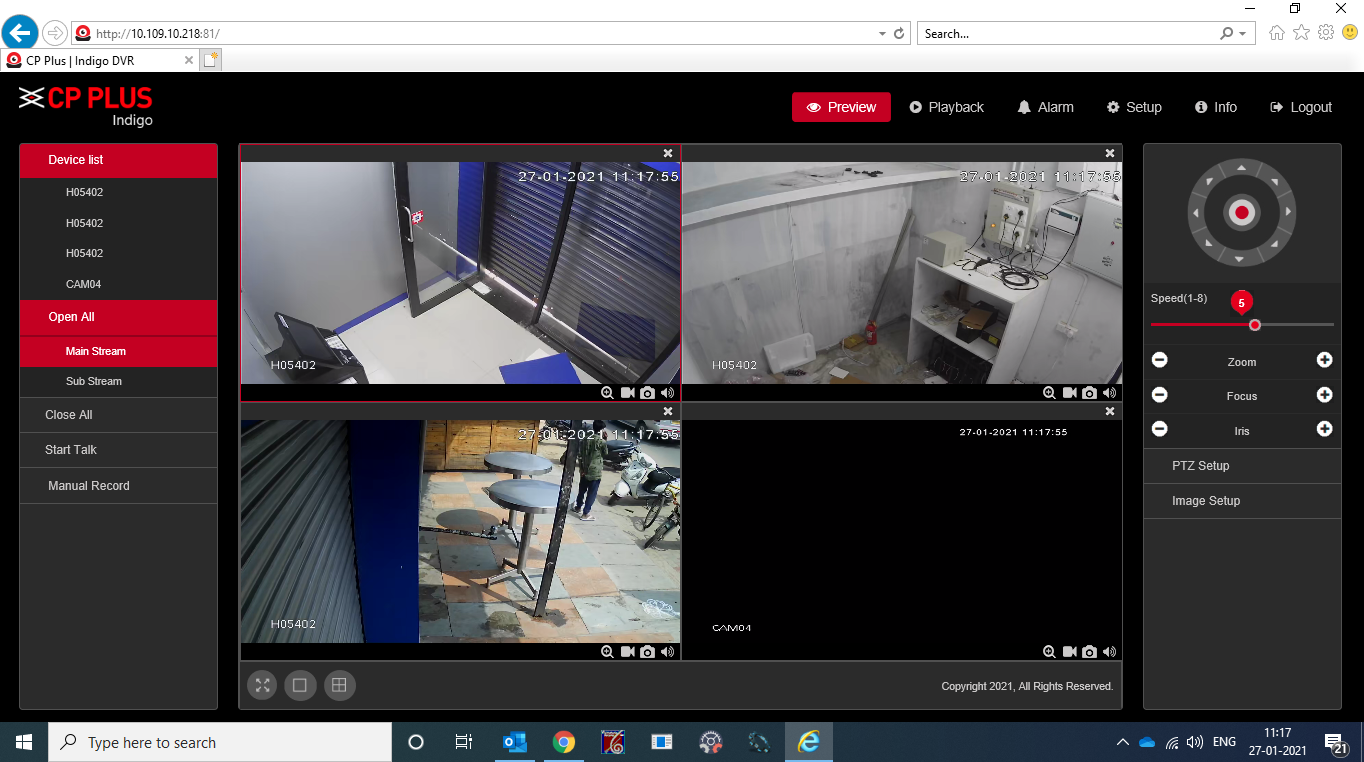 http://10.109.10.218:81/
Search...
CP Plus | Indigo DVR
CP PLUS
Indigo
Preview
Playback
Alarm
Setup
Info
Logout
Device list
H05402
H05402
H05402
CAM04
Open All
Main Stream
Sub Stream
Close All
Start Talk
Manual Record
27-01-2021 11:17:55
H05402
27-01-2021 11:17:55
H05402
27-01-2021 11:17:55
H05402
27-01-2021 11:17:55
CAM04
Copyright 2021, All Rights Reserved.
Speed(1-8)
5
Zoom
Focus
Iris
PTZ Setup
Image Setup
Type here to search
ENG
11:17
27-01-2021
21